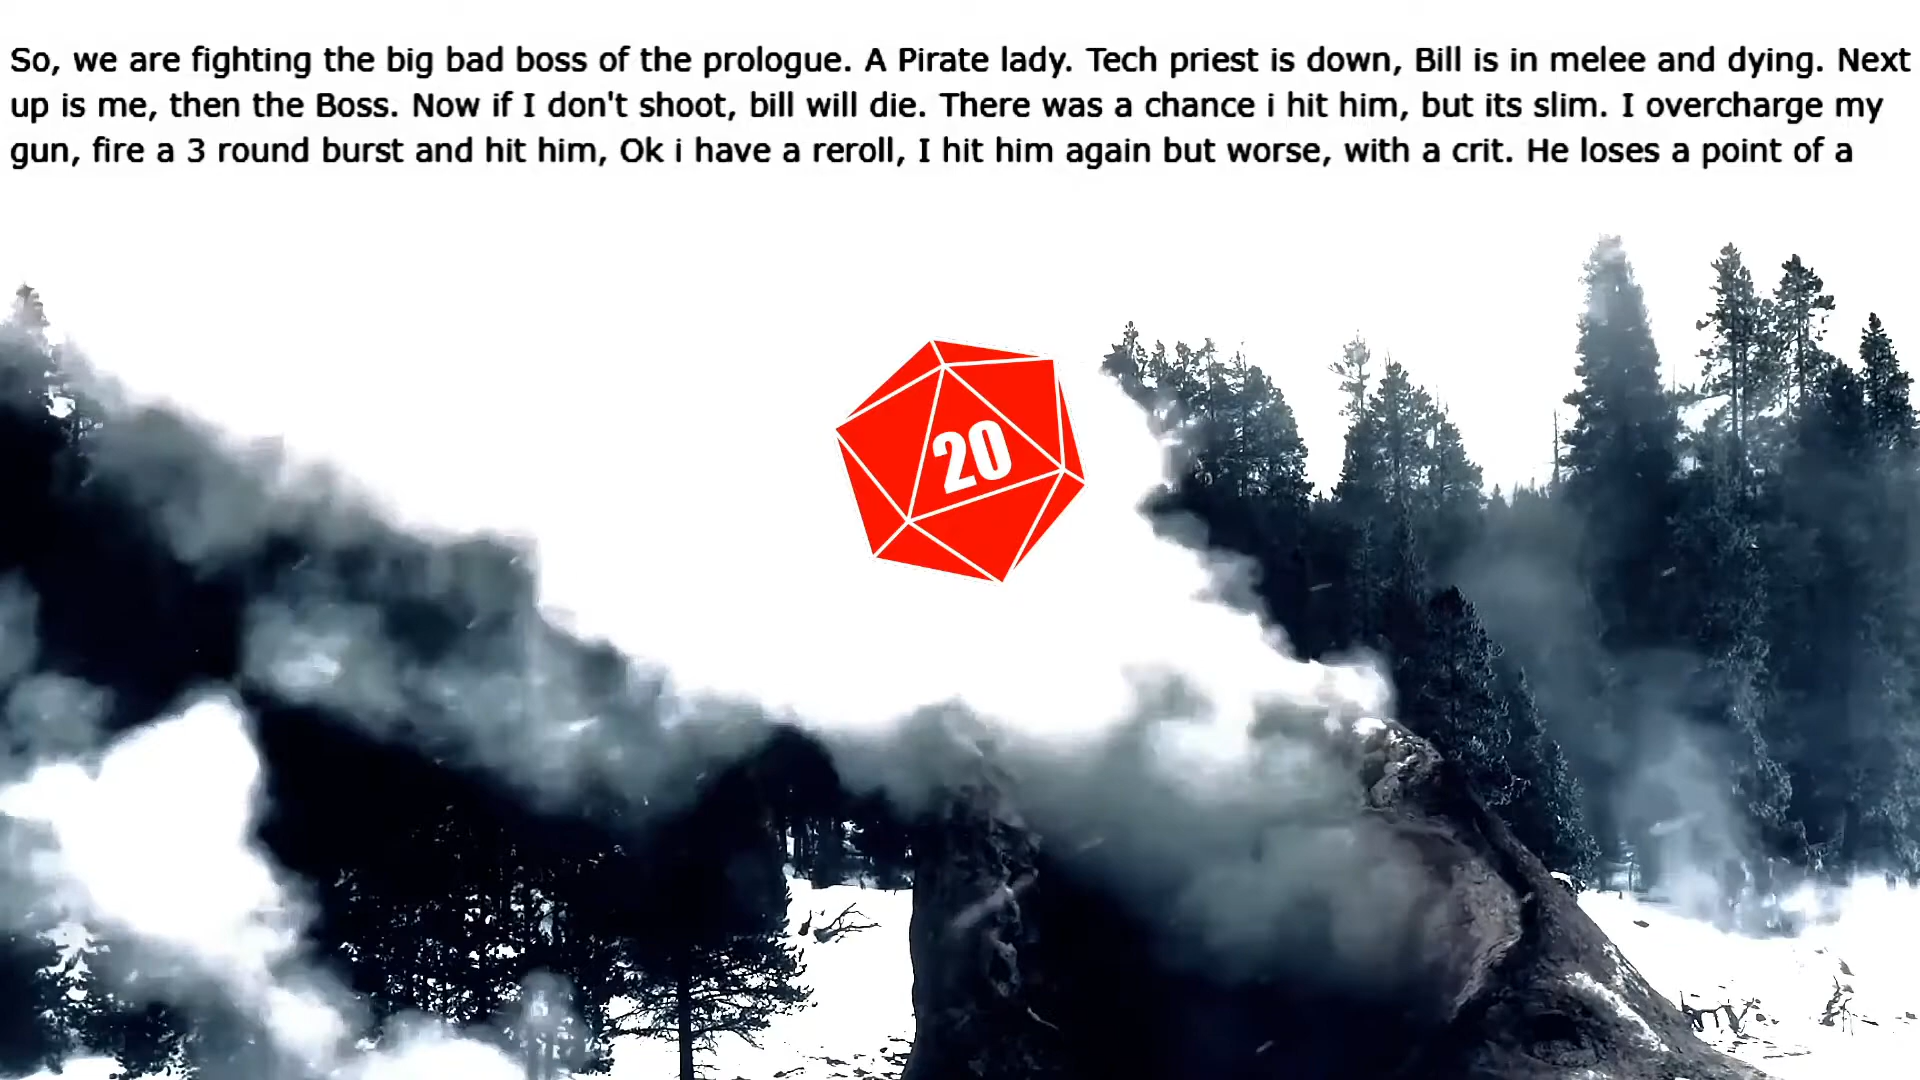 So, we are fighting the big bad boss of the prologue. A Pirate lady. Tech priest is down, Bill is in melee and dying. Next
up is me, then the Boss. Now if I don't shoot, bill will die. There was a chance i hit him, but its slim. I overcharge my
gun, fire a 3 round burst and hit him, Ok i have a reroll, I hit him again but worse, with a crit. He loses a point of a
20